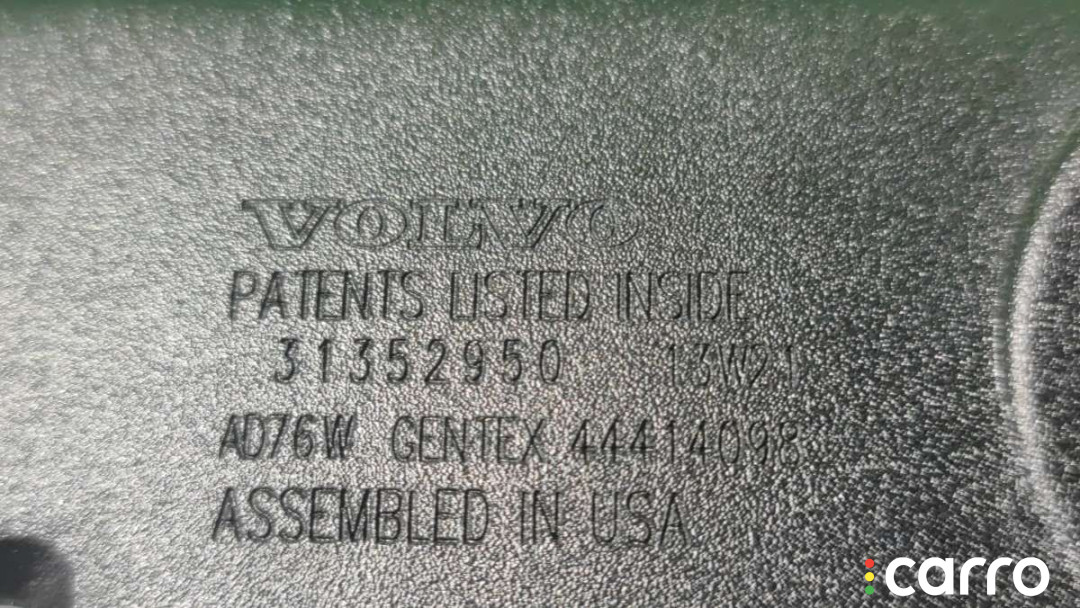 VOLVO
PATENTS LISTED INSIDE
31352950 13W21
AD76W GENTEX 44414098
ASSEMBLED IN USA
carro